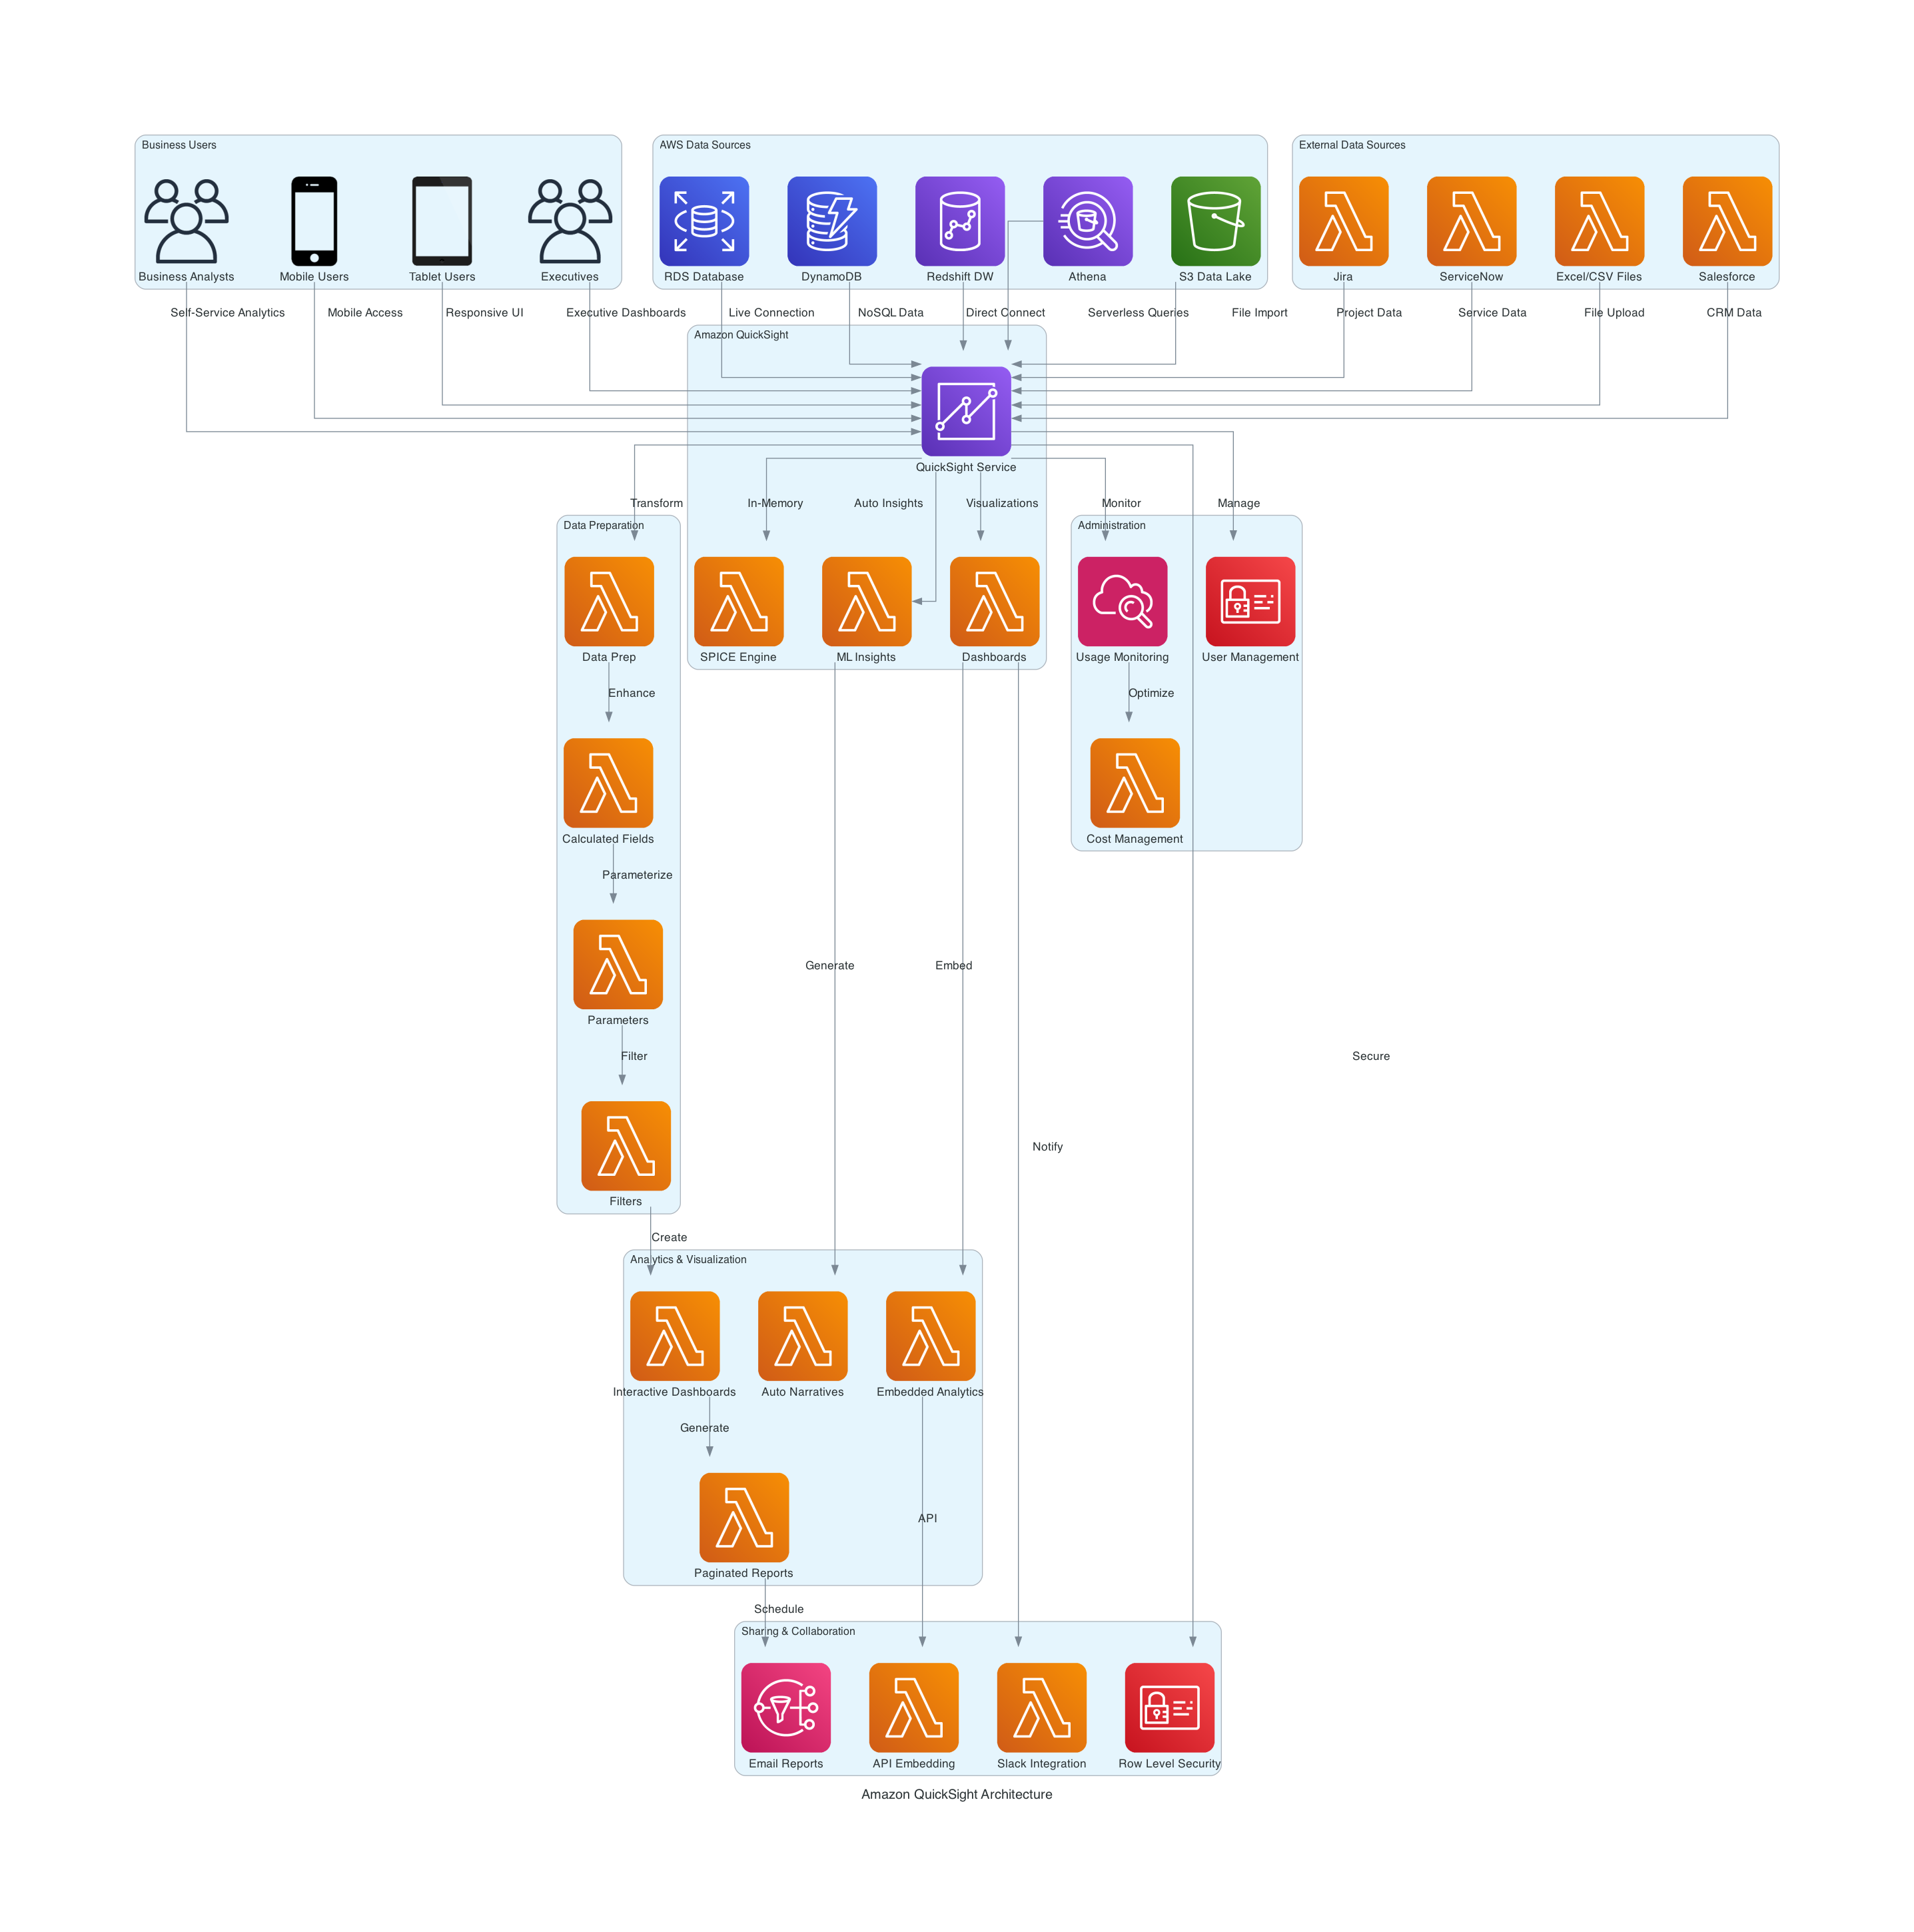 Business Users
AWS Data Sources
External Data Sources
Business Analysts
Mobile Users
Tablet Users
Executives
RDS Database
DynamoDB
Redshift DW
Athena
S3 Data Lake
Jira
ServiceNow
Excel/CSV Files
Salesforce
Self-Service Analytics
Mobile Access
Responsive UI
Executive Dashboards
Live Connection
NoSQL Data
Direct Connect
Serverless Queries
File Import
Project Data
Service Data
File Upload
CRM Data
Amazon QuickSight
QuickSight Service
Transform
In-Memory
Auto Insights
Visualizations
Monitor
Manage
Data Preparation
Administration
Data Prep
SPICE Engine
ML Insights
Dashboards
Usage Monitoring
User Management
Enhance
Optimize
Calculated Fields
Cost Management
Parameterize
Generate
Embed
Parameters
Filter
Secure
Notify
Filters
Create
Analytics & Visualization
Interactive Dashboards
Auto Narratives
Embedded Analytics
Generate
API
Paginated Reports
Schedule
Sharing & Collaboration
Email Reports
API Embedding
Slack Integration
Row Level Security
Amazon QuickSight Architecture